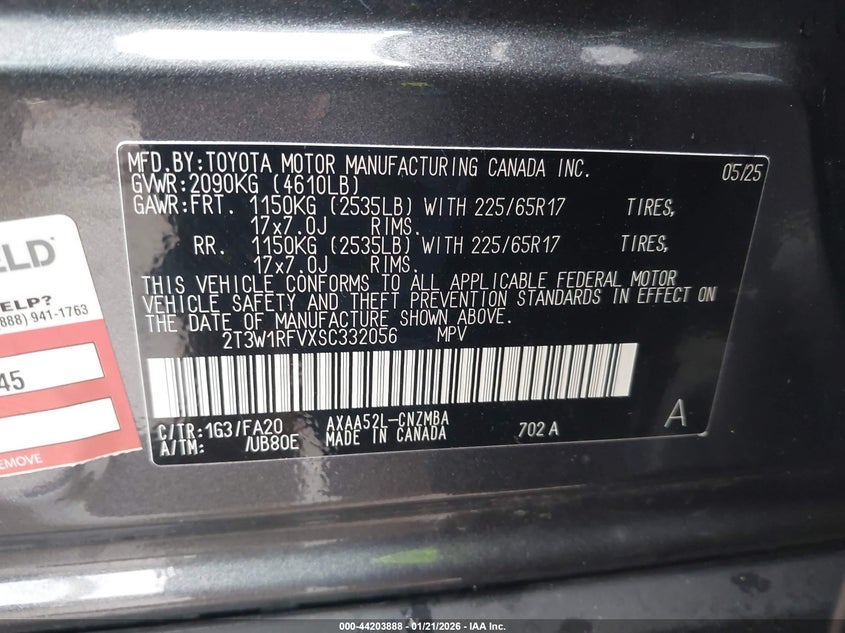 MFD.BY:TOYOTA MOTOR MANUFACTURING CANADA INC. 05/25
GVWR:2090KG (4610LB)
GAWR:FRT. 1150KG (2535LB) WITH 225/65R17 TIRES,
17x7.0J RIMS.
RR. 1150KG (2535LB) WITH 225/65R17 TIRES,
17x7.0J RIMS.
THIS VEHICLE CONFORMS TO ALL APPLICABLE FEDERAL MOTOR
VEHICLE SAFETY AND THEFT PREVENTION STANDARDS IN EFFECT ON
THE DATE OF MANUFACTURE SHOWN ABOVE.
2T3W1RFVXSC332056 MPV
C/TR:1G3/FA20 AXAA52L-CNZMBA
A/TM: /UB80E MADE IN CANADA 702A A
ELD
ELP?
888) 941-1763
45
REMOVE
000-44203888 - 01/21/2026 - IAA Inc.